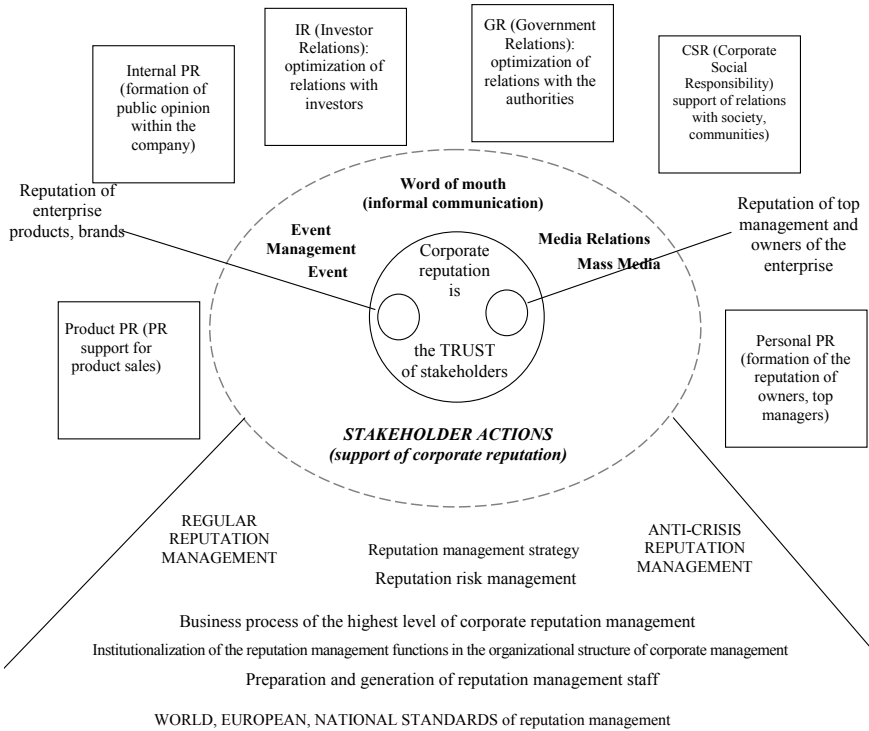 IR (Investor
Relations):
optimization of
relations with
investors
GR (Government
Relations):
optimization of
relations with the
authorities
CSR (Corporate
Social
Responsibility)
support of relations
with society,
communities)
Internal PR
(formation of
public opinion
within the
company)
Reputation of
enterprise
products, brands
Word of mouth
(informal communication)
Event
Management
Event
Media Relations
Mass Media
Reputation of top
management and
owners of the
enterprise
Corporate
reputation
is
the TRUST
of stakeholders
Product PR (PR
support for
product sales)
Personal PR
(formation of the
reputation of
owners, top
managers)
STAKEHOLDER ACTIONS
(support of corporate reputation)
REGULAR
REPUTATION
MANAGEMENT
ANTI-CRISIS
REPUTATION
MANAGEMENT
Reputation management strategy
Reputation risk management
Business process of the highest level of corporate reputation management
Institutionalization of the reputation management functions in the organizational structure of corporate management
Preparation and generation of reputation management staff
WORLD, EUROPEAN, NATIONAL STANDARDS of reputation management